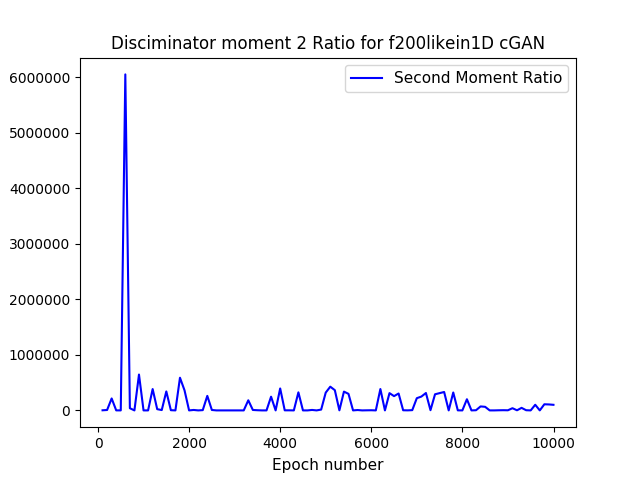 Disciminator moment 2 Ratio for f200likein1D cGAN
Second Moment Ratio
6000000
5000000
4000000
3000000
2000000
1000000
0
0 2000 4000 6000 8000 10000
Epoch number